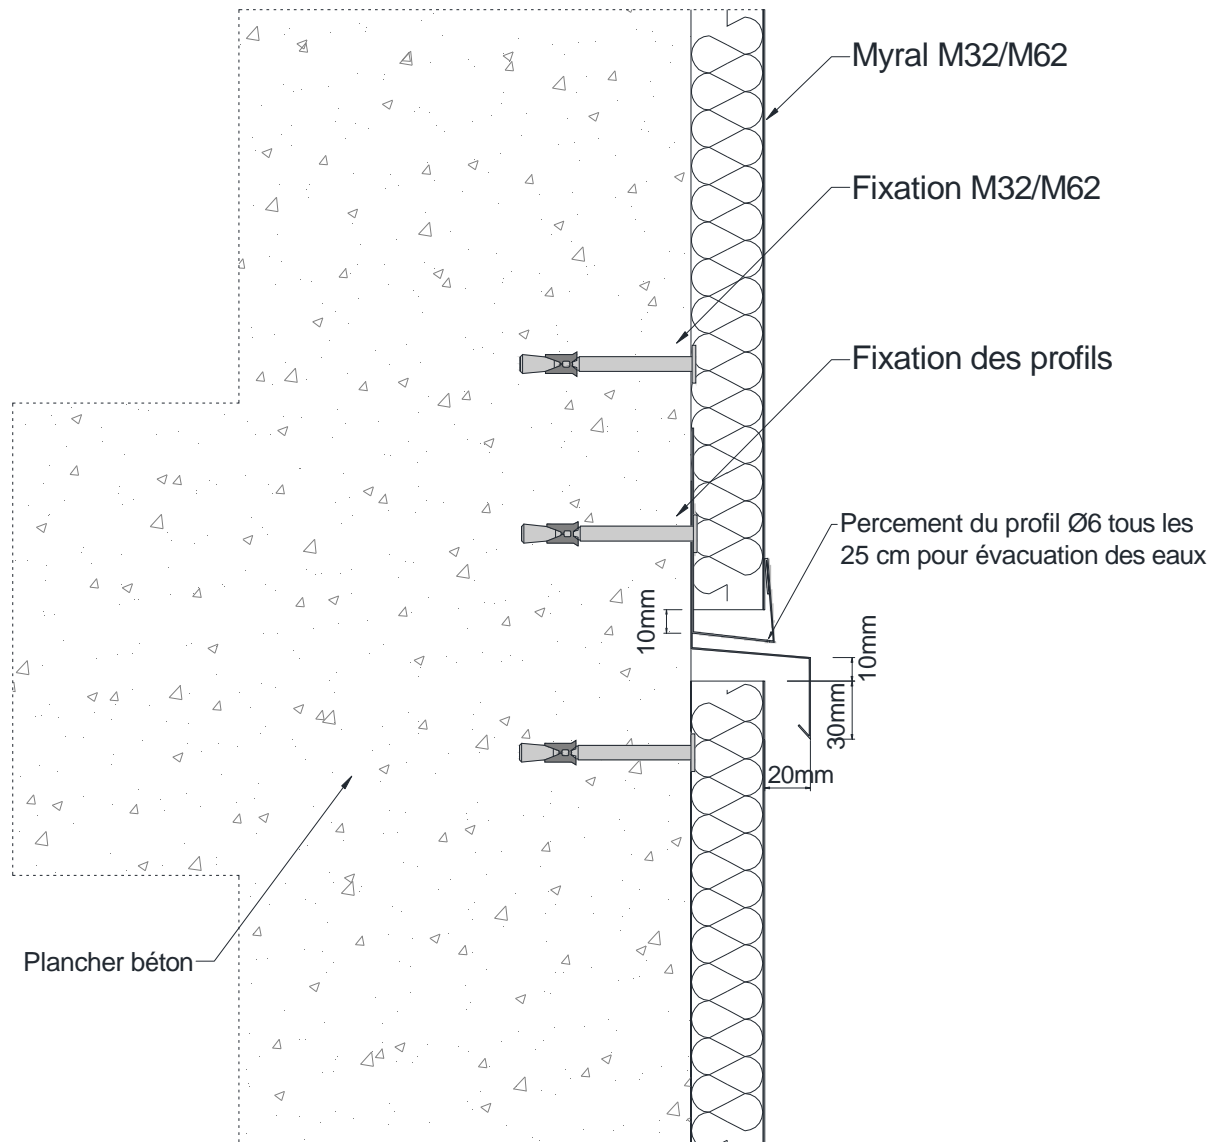 Myral M32/M62
Fixation M32/M62
Fixation des profils
Percement du profil Ø6 tous les
25 cm pour évacuation des eaux
10mm
10mm
30mm
20mm
Plancher béton